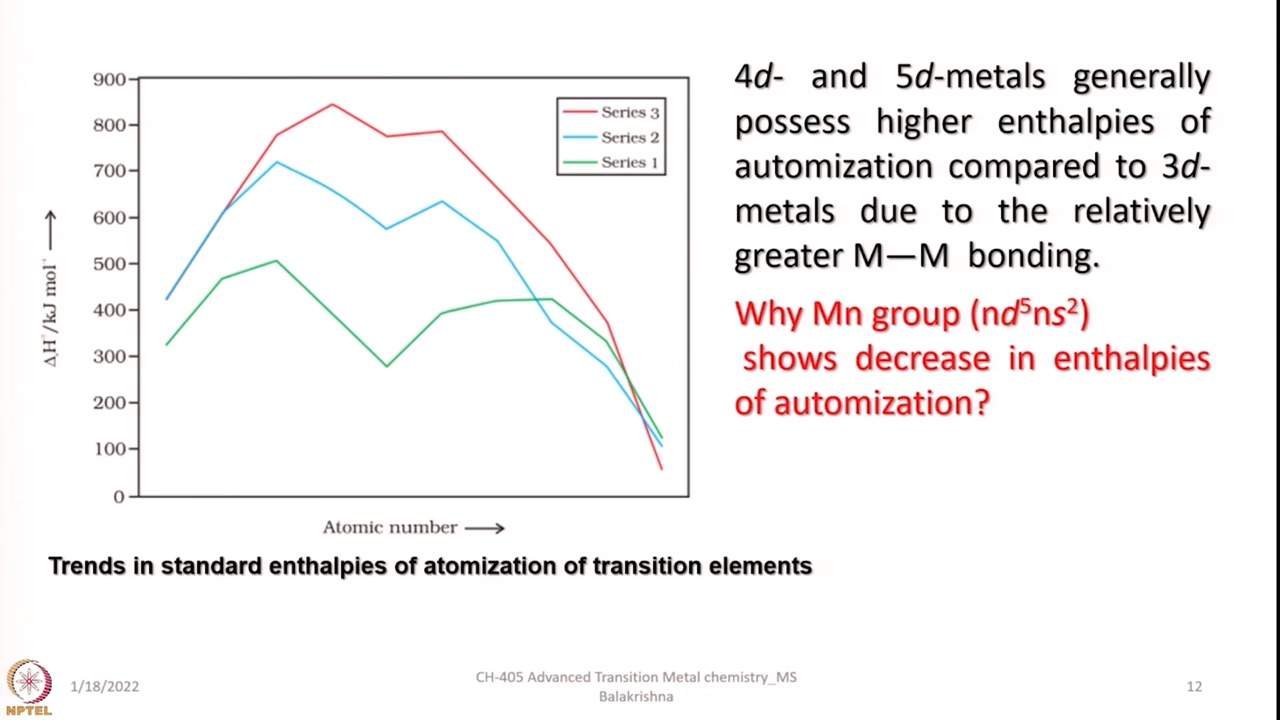 900
800
700
600
500
400
300
200
100
0
ΔₐH°/kJ mol⁻¹ ⟶
Series 3
Series 2
Series 1
Atomic number ⟶
Trends in standard enthalpies of atomization of transition elements
4d- and 5d-metals generally
possess higher enthalpies of
automization compared to 3d-
metals due to the relatively
greater M—M bonding.
Why Mn group (nd⁵ns²)
shows decrease in enthalpies
of automization?
NPTEL
1/18/2022
CH-405 Advanced Transition Metal chemistry_MS
Balakrishna
12